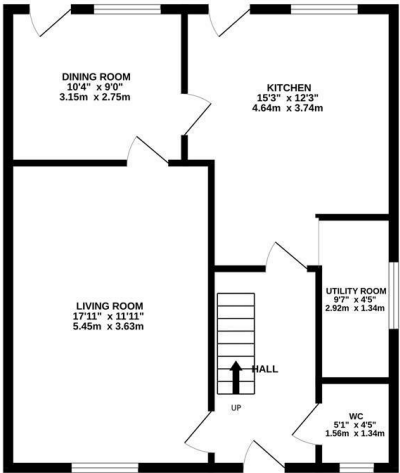 DINING ROOM
10'4" x 9'0"
3.15m x 2.75m
KITCHEN
15'3" x 12'3"
4.64m x 3.74m
LIVING ROOM
17'11" x 11'11"
5.45m x 3.63m
UTILITY ROOM
9'7" x 4'5"
2.92m x 1.34m
HALL
UP
WC
5'1" x 4'5"
1.56m x 1.34m